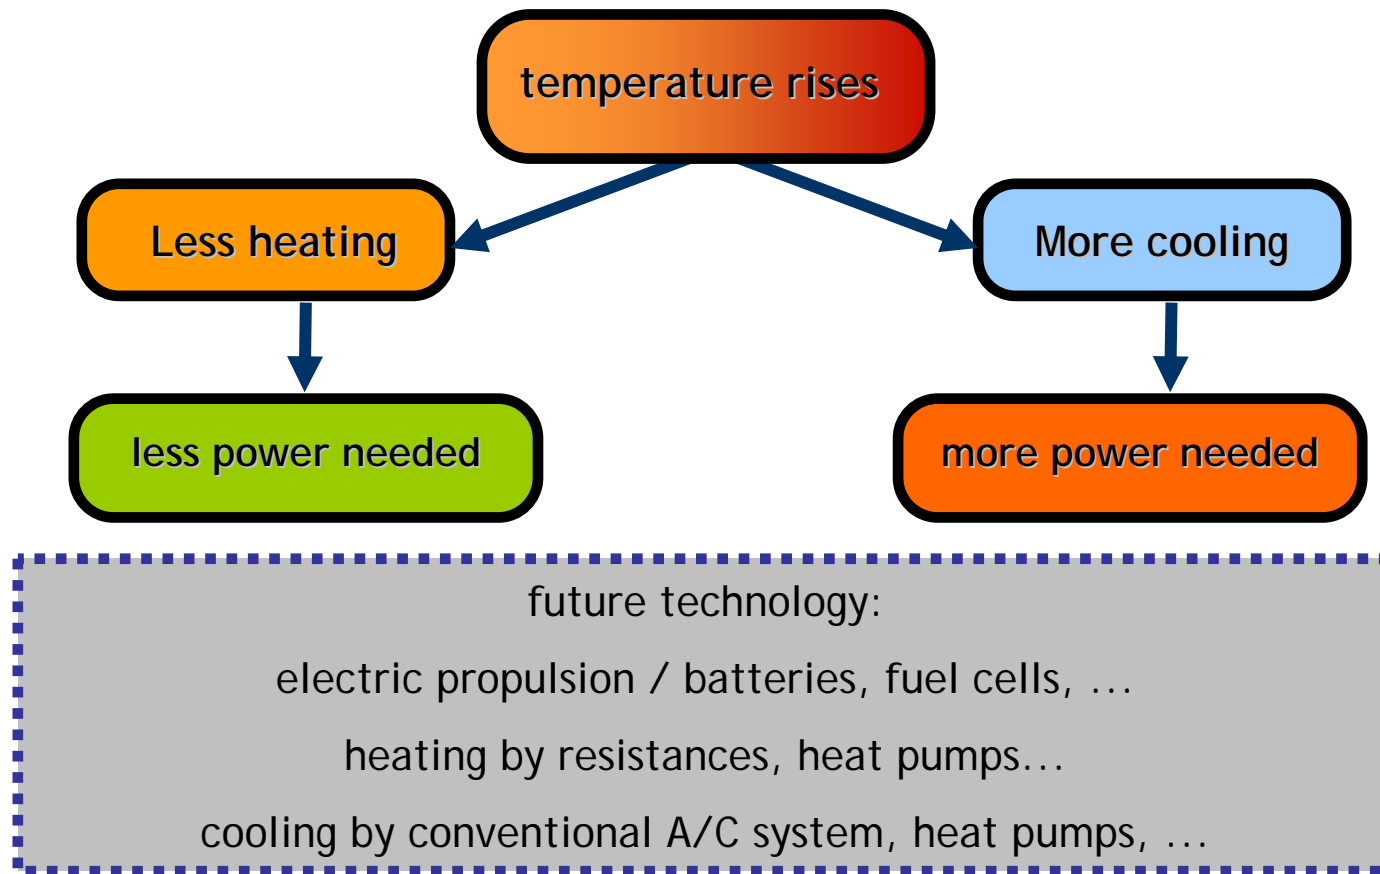 temperature rises
Less heating
More cooling
less power needed
more power needed
future technology:
electric propulsion / batteries, fuel cells, …
heating by resistances, heat pumps…
cooling by conventional A/C system, heat pumps, …